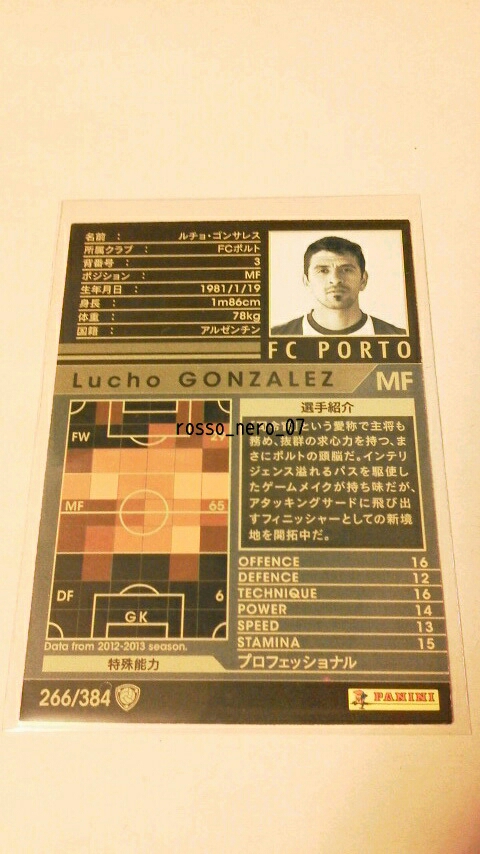 名前 : ルチョ・ゴンサレス
所属クラブ : FCポルト
背番号 : 3
ポジション : MF
生年月日 : 1981/1/19
身長 : 1m86cm
体重 : 78kg
国籍 : アルゼンチン
FC PORTO
Lucho GONZALEZ
MF
rosso_nero_07
FW 29
MF 65
DF 6
GK
Data from 2012-2013 season.
選手紹介
という愛称で主将も
務め、抜群の求心力を持つ、ま
さにポルトの頭脳だ。インテリ
ジェンス溢れるパスを駆使し
たゲームメイクが持ち味だが、
アタッキングサードに飛び出
すフィニッシャーとしての新境
地を開拓中だ。
OFFENCE 16
DEFENCE 12
TECHNIQUE 16
POWER 14
SPEED 13
STAMINA 15
特殊能力
プロフェッショナル
266/384
PANINI